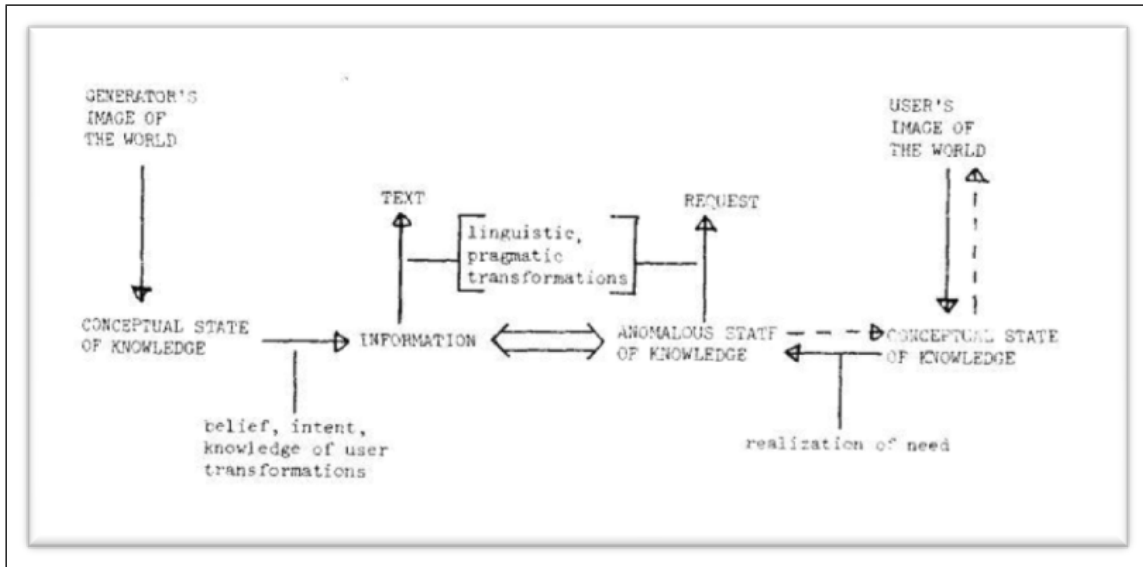 GENERATOR'S
IMAGE OF
THE WORLD
USER'S
IMAGE OF
THE WORLD
TEXT
REQUEST
linguistic,
pragmatic
transformations
CONCEPTUAL STATE
OF KNOWLEDGE
INFORMATION
ANOMALOUS STATE
OF KNOWLEDGE
CONCEPTUAL STATE
OF KNOWLEDGE
belief, intent,
knowledge of user
transformations
realization of need